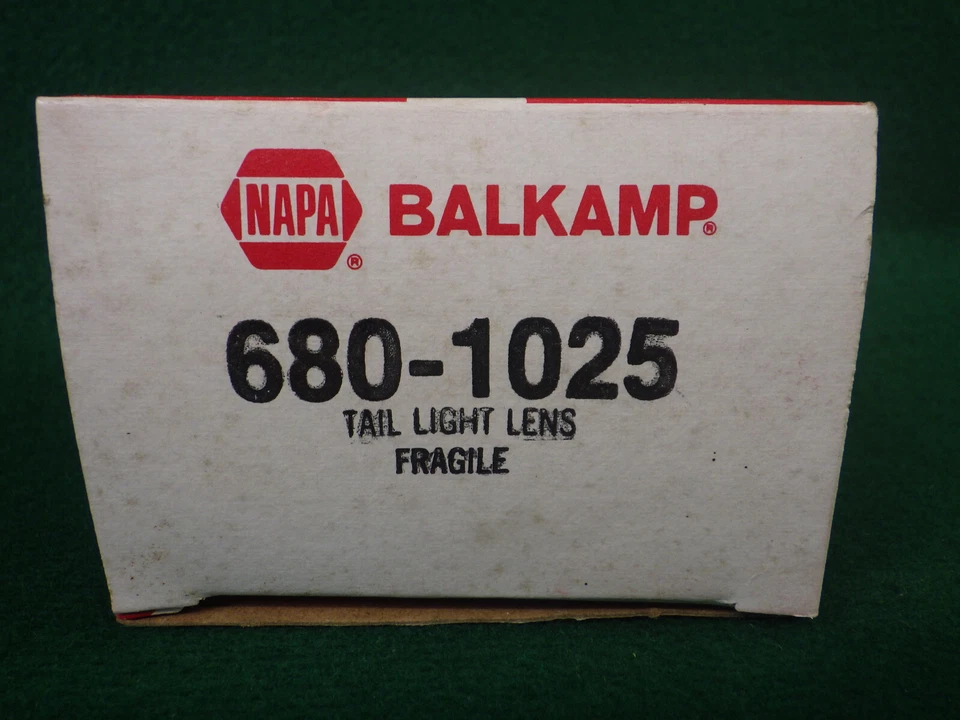 NAPA® BALKAMP®
680-1025
TAIL LIGHT LENS
FRAGILE